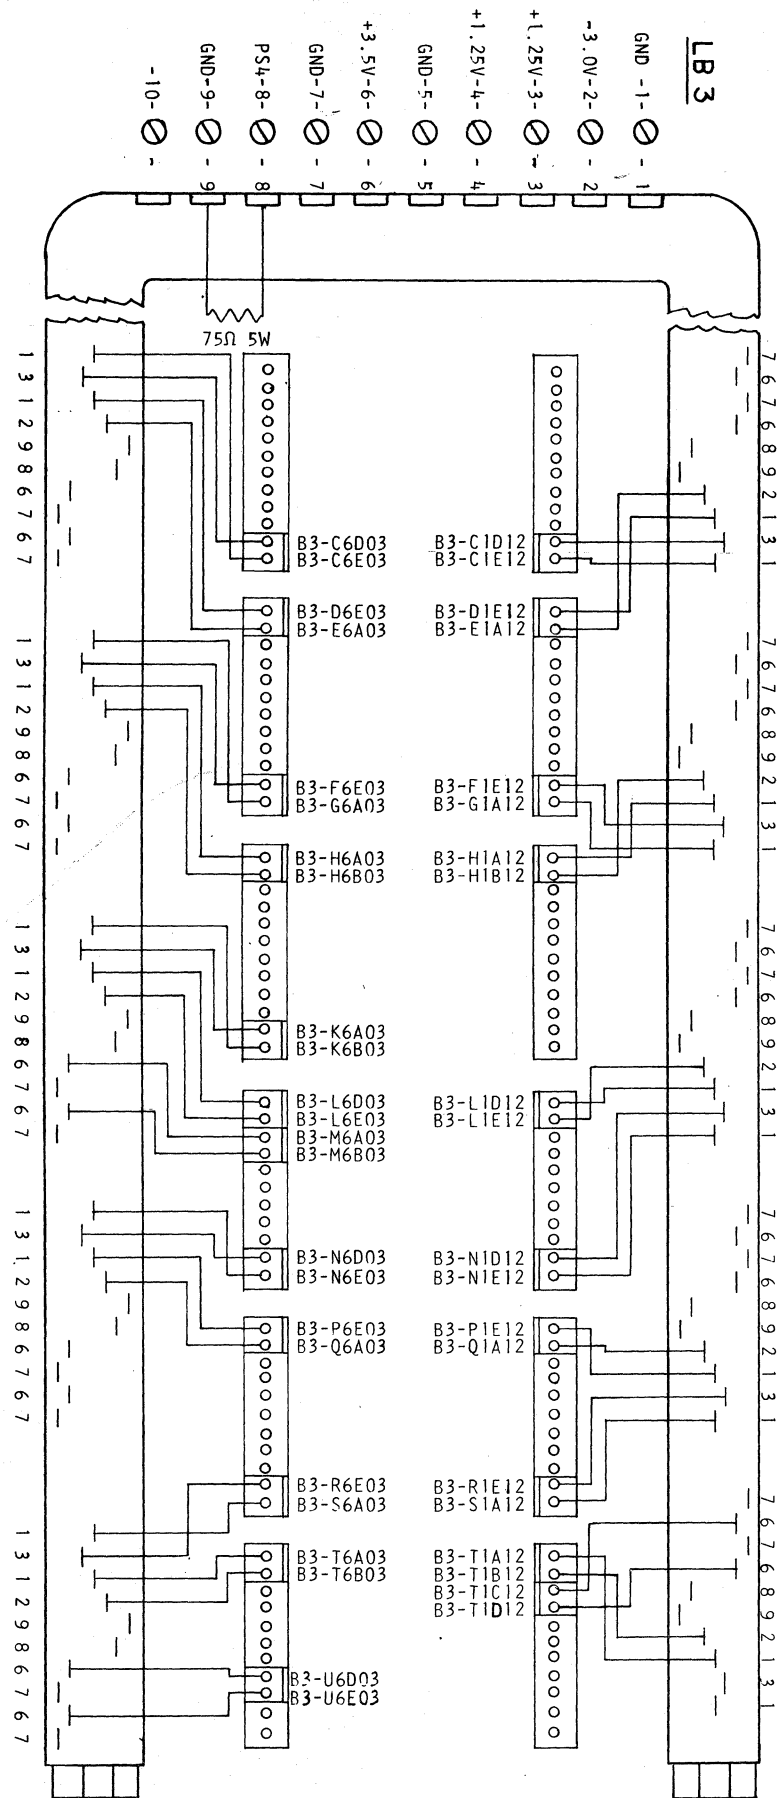 LB 3
-10-
GND-9-
PS4-8-
GND-7-
+3.5V-6-
GND-5-
+1.25V-4-
+1.25V-3-
-3.0V-2-
GND -1-
10
9
8
7
6
5
4
3
2
1
75Ω 5W
1 3 1 2 9 8 6 7 6 7
7 6 7 6 8 9 2 1 3 1
B3-C6D03 B3-C1D12
B3-C6E03 B3-C1E12
B3-D6E03 B3-D1E12
B3-E6A03 B3-E1A12
1 3 1 2 9 8 6 7 6 7
7 6 7 6 8 9 2 1 3 1
B3-F6E03 B3-F1E12
B3-G6A03 B3-G1A12
B3-H6A03 B3-H1A12
B3-H6B03 B3-H1B12
1 3 1 2 9 8 6 7 6 7
7 6 7 6 8 9 2 1 3 1
B3-K6A03
B3-K6B03
B3-L6D03 B3-L1D12
B3-L6E03 B3-L1E12
B3-M6A03
B3-M6B03
1 3 1 2 9 8 6 7 6 7
7 6 7 6 8 9 2 1 3 1
B3-N6D03 B3-N1D12
B3-N6E03 B3-N1E12
B3-P6E03 B3-P1E12
B3-Q6A03 B3-Q1A12
B3-R6E03 B3-R1E12
B3-S6A03 B3-S1A12
1 3 1 2 9 8 6 7 6 7
7 6 7 6 8 9 2 1 3 1
B3-T6A03 B3-T1A12
B3-T6B03 B3-T1B12
B3-T1C12
B3-T1D12
B3-U6D03
B3-U6E03